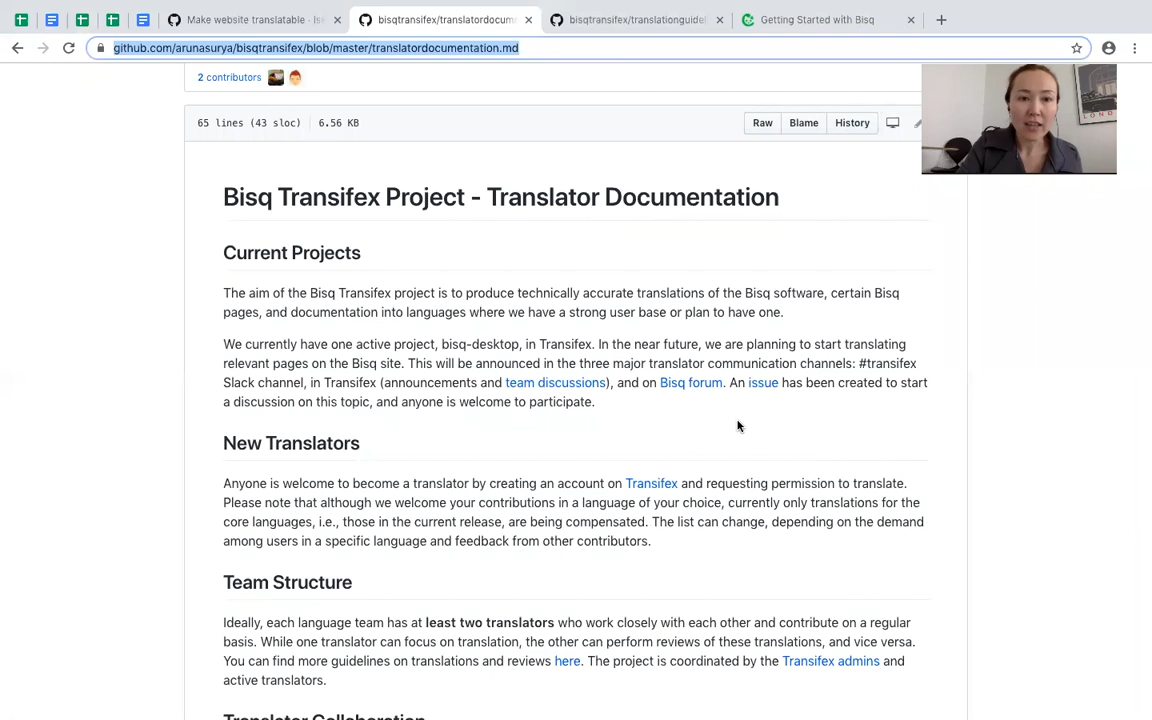 Make website translatable · Is
bisqtransifex/translatordocum
bisqtransifex/translationguidel
Getting Started with Bisq
github.com/arunasurya/bisqtransifex/blob/master/translatordocumentation.md
2 contributors
65 lines (43 sloc) 6.56 KB
Raw Blame History
LOND
Bisq Transifex Project - Translator Documentation
Current Projects
The aim of the Bisq Transifex project is to produce technically accurate translations of the Bisq software, certain Bisq
pages, and documentation into languages where we have a strong user base or plan to have one.
We currently have one active project, bisq-desktop, in Transifex. In the near future, we are planning to start translating
relevant pages on the Bisq site. This will be announced in the three major translator communication channels: #transifex
Slack channel, in Transifex (announcements and team discussions), and on Bisq forum. An issue has been created to start
a discussion on this topic, and anyone is welcome to participate.
New Translators
Anyone is welcome to become a translator by creating an account on Transifex and requesting permission to translate.
Please note that although we welcome your contributions in a language of your choice, currently only translations for the
core languages, i.e., those in the current release, are being compensated. The list can change, depending on the demand
among users in a specific language and feedback from other contributors.
Team Structure
Ideally, each language team has at least two translators who work closely with each other and contribute on a regular
basis. While one translator can focus on translation, the other can perform reviews of these translations, and vice versa.
You can find more guidelines on translations and reviews here. The project is coordinated by the Transifex admins and
active translators.
Translator Collaboration